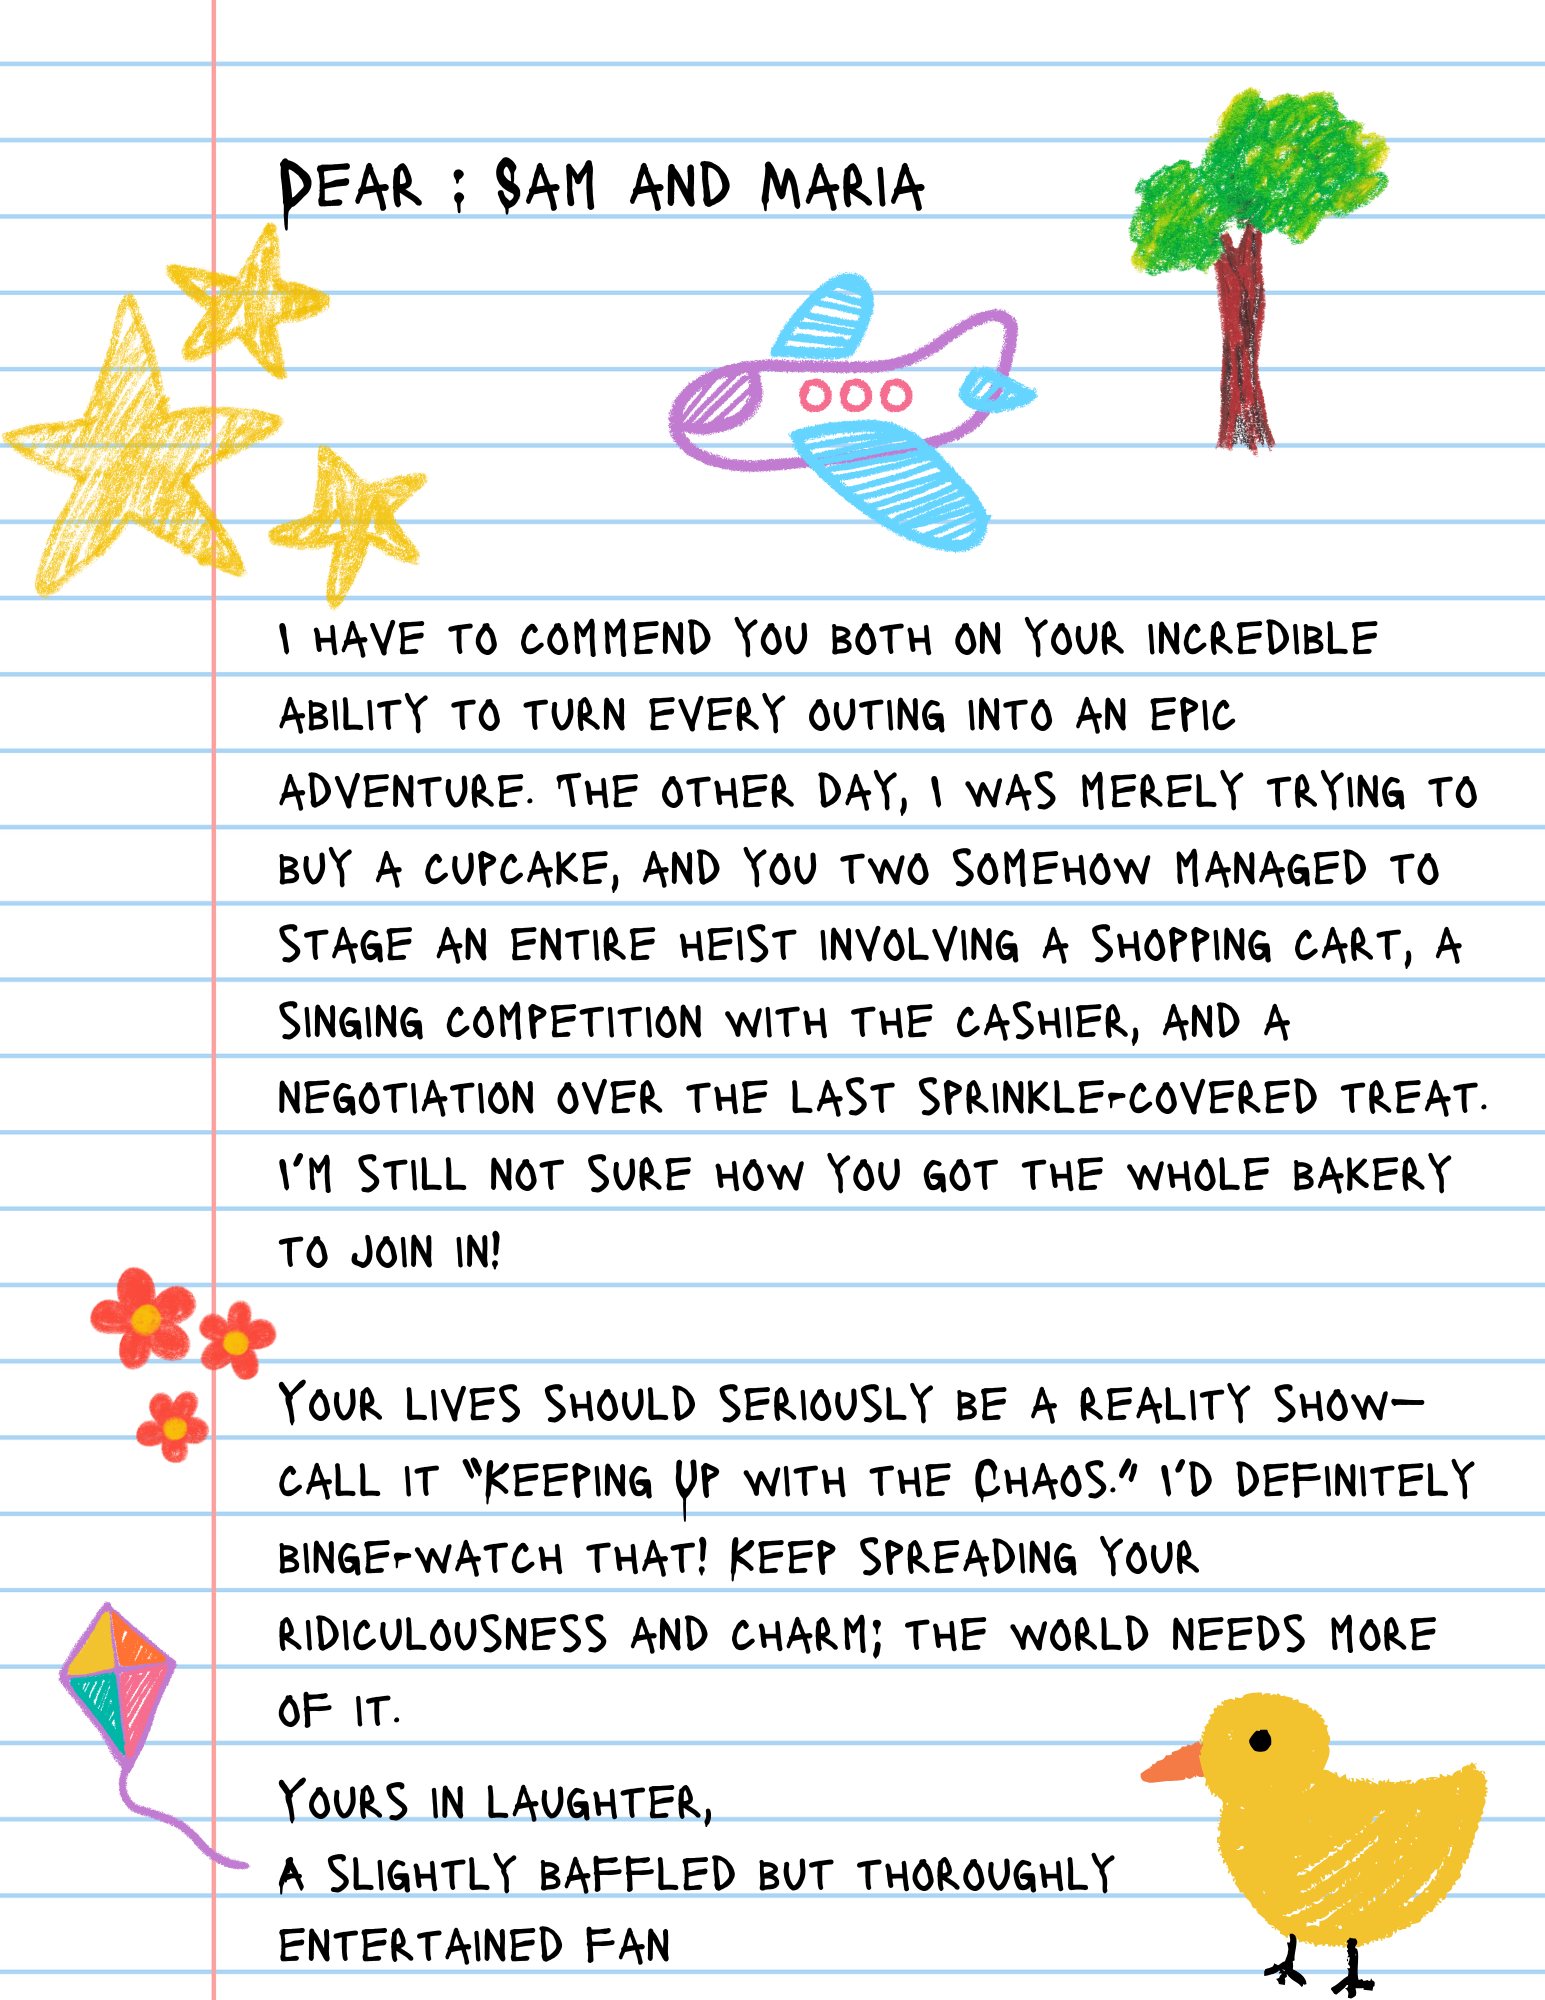 Dear : Sam and Maria
I have to commend you both on your incredible
ability to turn every outing into an epic
adventure. The other day, I was merely trying to
buy a cupcake, and you two somehow managed to
stage an entire heist involving a shopping cart, a
singing competition with the cashier, and a
negotiation over the last sprinkle-covered treat.
I'm still not sure how you got the whole bakery
to join in!
Your lives should seriously be a reality show—
call it "Keeping Up with the Chaos." I'd definitely
binge-watch that! Keep spreading your
ridiculousness and charm; the world needs more
of it.
Yours in laughter,
A slightly baffled but thoroughly
entertained fan